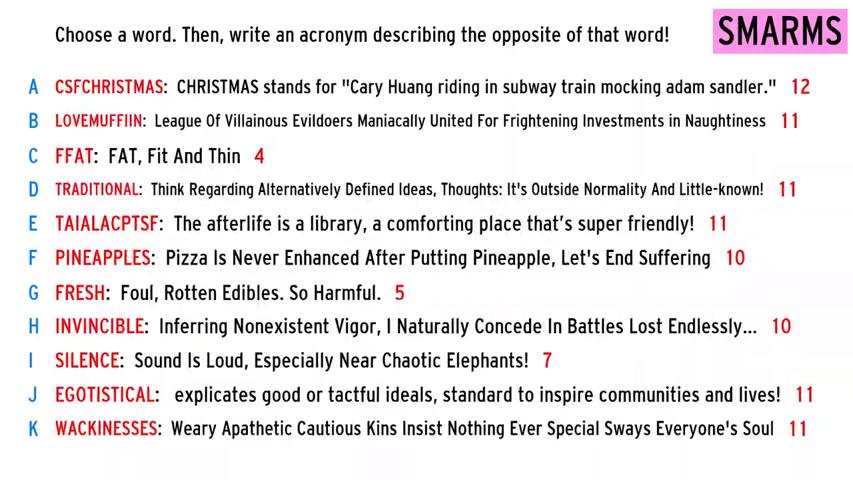 Choose a word. Then, write an acronym describing the opposite of that word! SMARMS
A CSFCHRISTMAS: CHRISTMAS stands for "Cary Huang riding in subway train mocking adam sandler." 12
B LOVEMUFFIIN: League Of Villainous Evildoers Maniacally United For Frightening Investments in Naughtiness 11
C FFAT: FAT, Fit And Thin 4
D TRADITIONAL: Think Regarding Alternatively Defined Ideas, Thoughts: It's Outside Normality And Little-known! 11
E TAIALACPTSF: The afterlife is a library, a comforting place that's super friendly! 11
F PINEAPPLES: Pizza Is Never Enhanced After Putting Pineapple, Let's End Suffering 10
G FRESH: Foul, Rotten Edibles. So Harmful. 5
H INVINCIBLE: Inferring Nonexistent Vigor, I Naturally Concede In Battles Lost Endlessly... 10
I SILENCE: Sound Is Loud, Especially Near Chaotic Elephants! 7
J EGOTISTICAL: explicates good or tactful ideals, standard to inspire communities and lives! 11
K WACKINESSES: Weary Apathetic Cautious Kins Insist Nothing Ever Special Sways Everyone's Soul 11